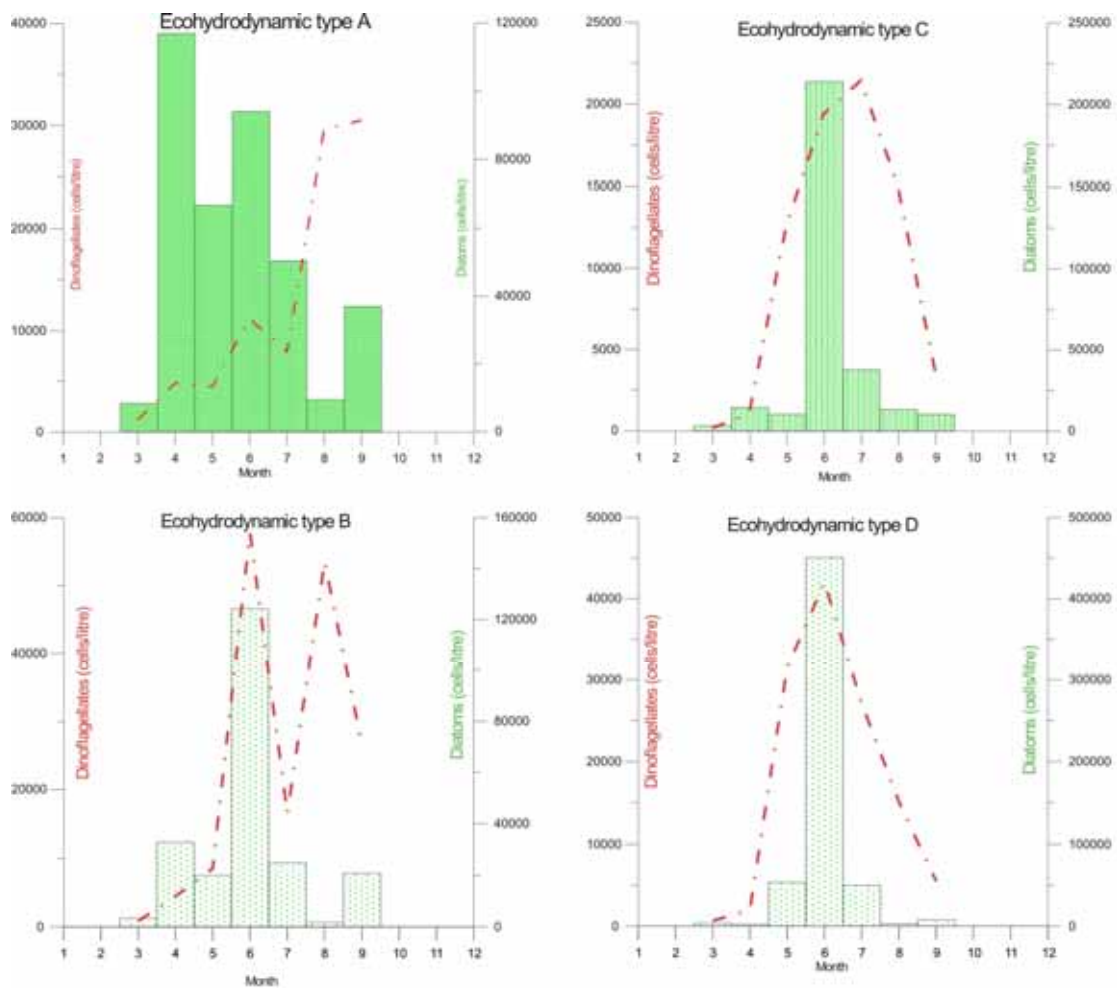 Ecohydrodynamic type A
40000
30000
20000
10000
0
Dinoflagellates (cells/litre)
120000
80000
40000
0
Diatoms (cells/litre)
1 2 3 4 5 6 7 8 9 10 11 12
Month
Ecohydrodynamic type C
25000
20000
15000
10000
5000
0
Dinoflagellates (cells/litre)
250000
200000
150000
100000
50000
0
Diatoms (cells/litre)
1 2 3 4 5 6 7 8 9 10 11 12
Month
Ecohydrodynamic type B
60000
40000
20000
0
Dinoflagellates (cells/litre)
160000
120000
80000
40000
0
Diatoms (cells/litre)
1 2 3 4 5 6 7 8 9 10 11 12
Month
Ecohydrodynamic type D
50000
40000
30000
20000
10000
0
Dinoflagellates (cells/litre)
500000
400000
300000
200000
100000
0
Diatoms (cells/litre)
1 2 3 4 5 6 7 8 9 10 11 12
Month